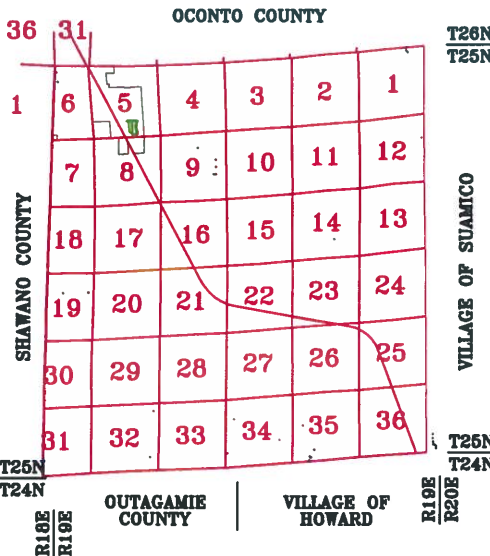 OCONTO COUNTY
36 31
T26N
T25N
1 6 5 4 3 2 1
7 8 9 10 11 12
18 17 16 15 14 13
19 20 21 22 23 24
30 29 28 27 26 25
31 32 33 34 35 36
SHAWANO COUNTY
VILLAGE OF SUAMICO
T25N
T24N
T25N
T24N
R18E
R19E
OUTAGAMIE
COUNTY
VILLAGE OF
HOWARD
R19E
R20E